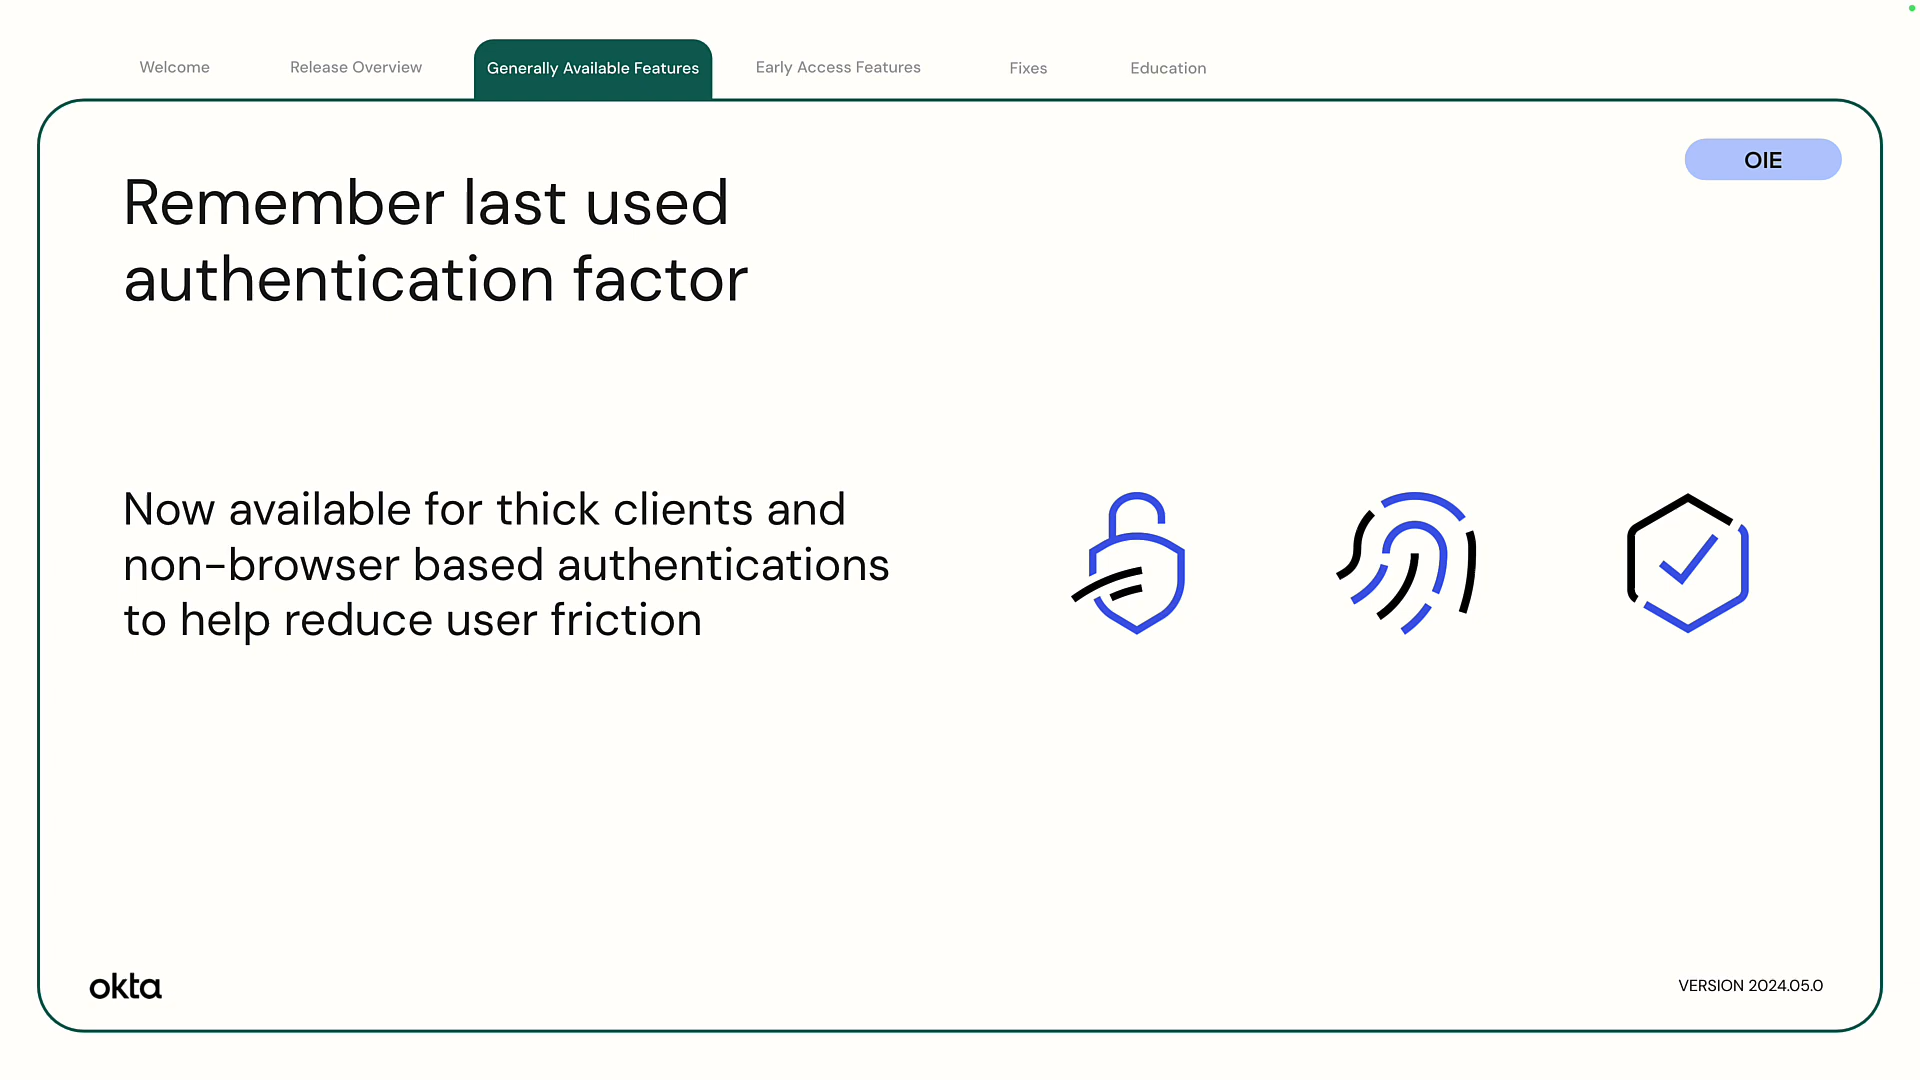 Welcome
Release Overview
Generally Available Features
Early Access Features
Fixes
Education
OIE
Remember last used
authentication factor
Now available for thick clients and
non-browser based authentications
to help reduce user friction
okta
VERSION 2024.05.0